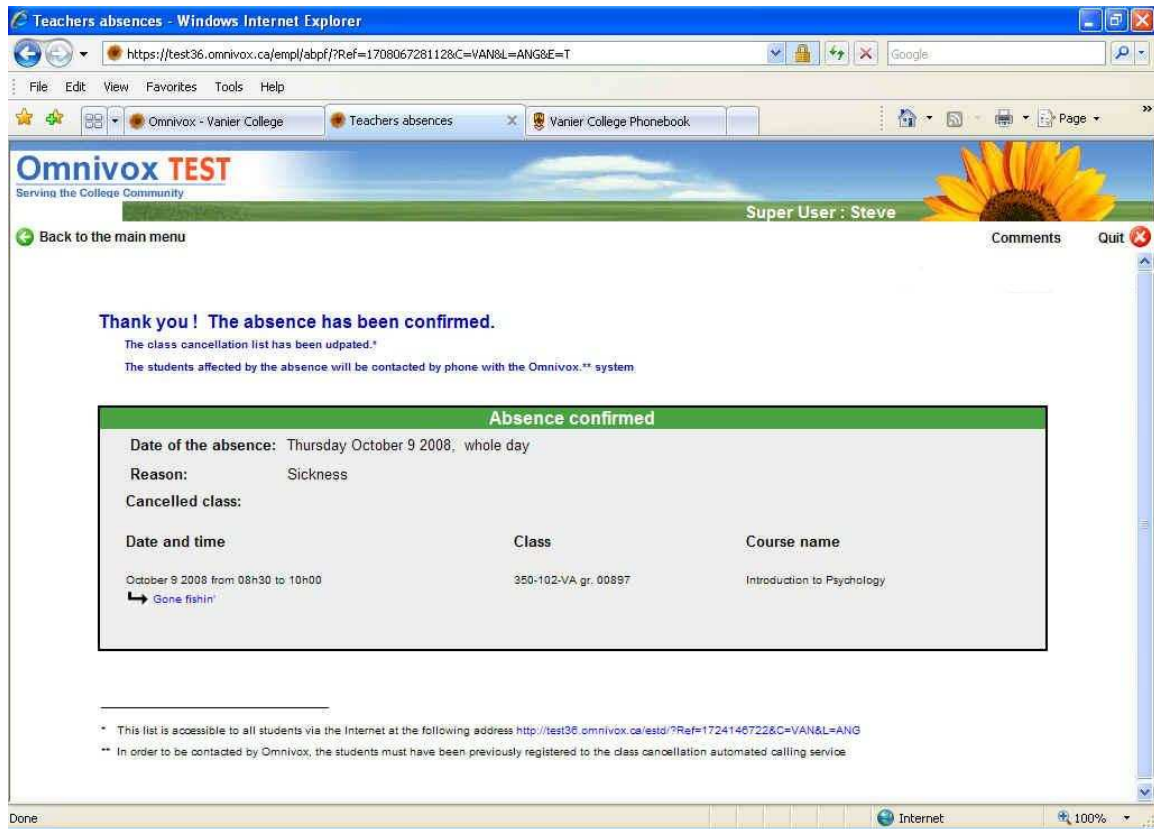 Teachers absences - Windows Internet Explorer
https://test36.omnivox.ca/empl/abpf/?Ref=1708067281128&C=VAN&L=ANG&E=T
Google
File Edit View Favorites Tools Help
Omnivox - Vanier College Teachers absences Vanier College Phonebook Page
Omnivox TEST
Serving the College Community
Super User : Steve
Back to the main menu Comments Quit
Thank you ! The absence has been confirmed.
The class cancellation list has been udpated.*
The students affected by the absence will be contacted by phone with the Omnivox.** system
Absence confirmed
Date of the absence: Thursday October 9 2008, whole day
Reason: Sickness
Cancelled class:
Date and time Class Course name
October 9 2008 from 08h30 to 10h00 350-102-VA gr. 00897 Introduction to Psychology
Gone fishin'
* This list is accessible to all students via the Internet at the following address http://test36.omnivox.ca/estd/?Ref=1724146722&C=VAN&L=ANG
** In order to be contacted by Omnivox, the students must have been previously registered to the class cancellation automated calling service
Done Internet 100%